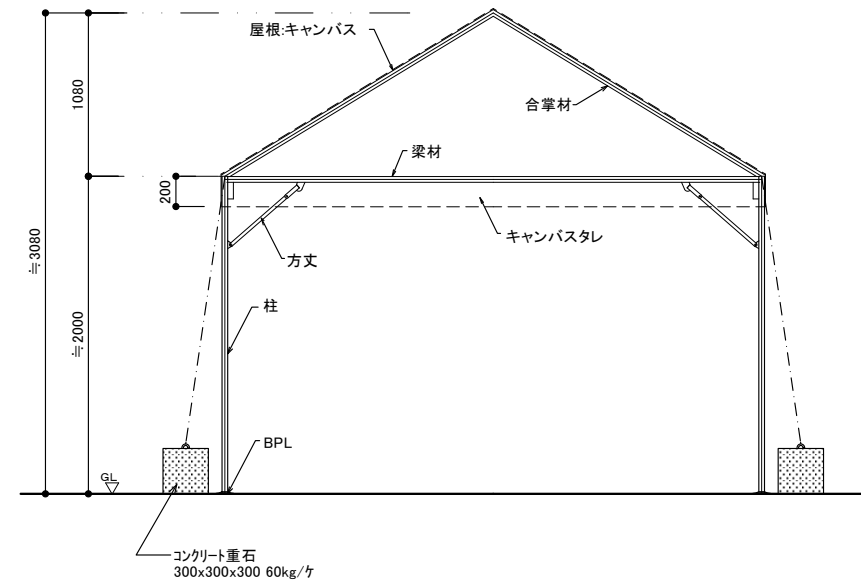 屋根:キャンバス
合掌材
梁材
1080
200
キャンバスタレ
方丈
≒3080
≒2000
柱
BPL
GL
コンクリート重石
300x300x300 60kg/ケ